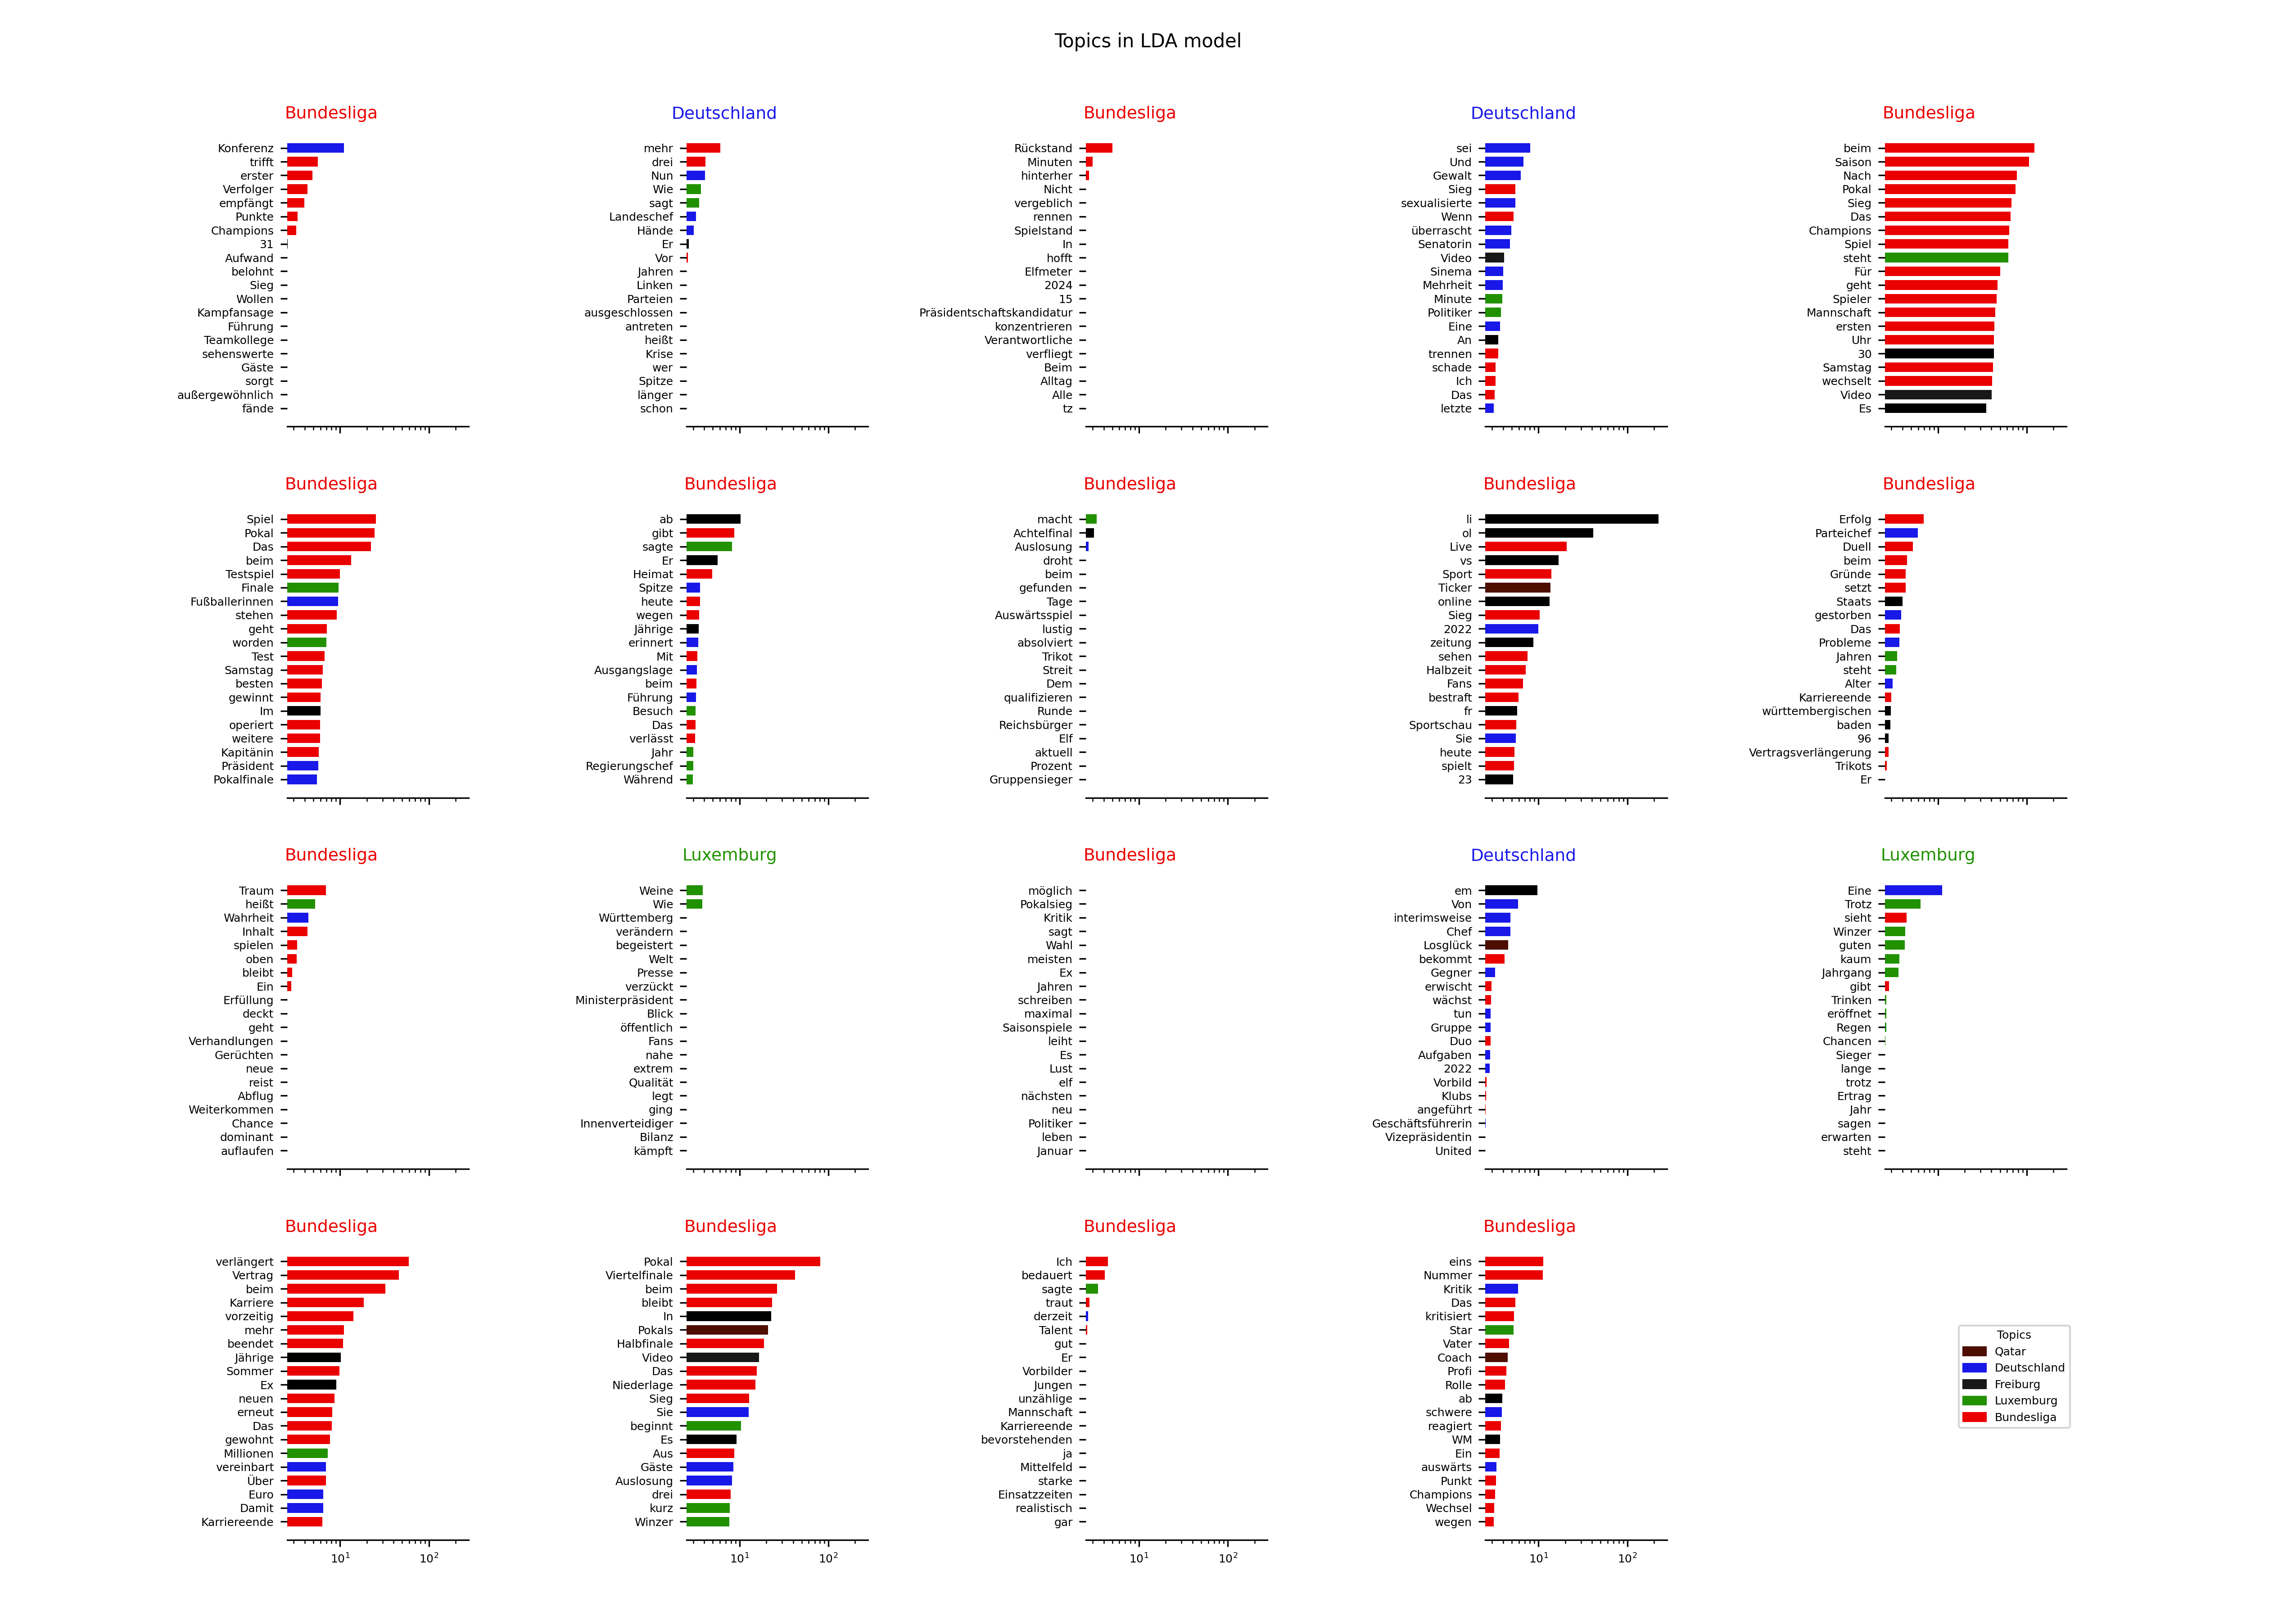 Topics in LDA model
Bundesliga
Konferenz
trifft
erster
Verfolger
empfängt
Punkte
Champions
31
Aufwand
belohnt
Sieg
Wollen
Kampfansage
Führung
Teamkollege
sehenswerte
Gäste
sorgt
außergewöhnlich
fände
Deutschland
mehr
drei
Nun
Wie
sagt
Landeschef
Hände
Er
Vor
Jahren
Linken
Parteien
ausgeschlossen
antreten
heißt
Krise
wer
Spitze
länger
schon
Bundesliga
Rückstand
Minuten
hinterher
Nicht
vergeblich
rennen
Spielstand
In
hofft
Elfmeter
2024
15
Präsidentschaftskandidatur
konzentrieren
Verantwortliche
verfliegt
Beim
Alltag
Alle
tz
Deutschland
sei
Und
Gewalt
Sieg
sexualisierte
Wenn
überrascht
Senatorin
Video
Sinema
Mehrheit
Minute
Politiker
Eine
An
trennen
schade
Ich
Das
letzte
Bundesliga
beim
Saison
Nach
Pokal
Sieg
Das
Champions
Spiel
steht
Für
geht
Spieler
Mannschaft
ersten
Uhr
30
Samstag
wechselt
Video
Es
Bundesliga
Spiel
Pokal
Das
beim
Testspiel
Finale
Fußballerinnen
stehen
geht
worden
Test
Samstag
besten
gewinnt
Im
operiert
weitere
Kapitänin
Präsident
Pokalfinale
Bundesliga
ab
gibt
sagte
Er
Heimat
Spitze
heute
wegen
Jährige
erinnert
Mit
Ausgangslage
beim
Führung
Besuch
Das
verlässt
Jahr
Regierungschef
Während
Bundesliga
macht
Achtelfinal
Auslosung
droht
beim
gefunden
Tage
Auswärtsspiel
lustig
absolviert
Trikot
Streit
Dem
qualifizieren
Runde
Reichsbürger
Elf
aktuell
Prozent
Gruppensieger
Bundesliga
li
ol
Live
vs
Sport
Ticker
online
Sieg
2022
zeitung
sehen
Halbzeit
Fans
bestraft
fr
Sportschau
Sie
heute
spielt
23
Bundesliga
Erfolg
Parteichef
Duell
beim
Gründe
setzt
Staats
gestorben
Das
Probleme
Jahren
steht
Alter
Karriereende
württembergischen
baden
96
Vertragsverlängerung
Trikots
Er
Bundesliga
Traum
heißt
Wahrheit
Inhalt
spielen
oben
bleibt
Ein
Erfüllung
deckt
geht
Verhandlungen
Gerüchten
neue
reist
Abflug
Weiterkommen
Chance
dominant
auflaufen
Luxemburg
Weine
Wie
Württemberg
verändern
begeistert
Welt
Presse
verzückt
Ministerpräsident
Blick
öffentlich
Fans
nahe
extrem
Qualität
legt
ging
Innenverteidiger
Bilanz
kämpft
Bundesliga
möglich
Pokalsieg
Kritik
sagt
Wahl
meisten
Ex
Jahren
schreiben
maximal
Saisonspiele
leiht
Es
Lust
elf
nächsten
neu
Politiker
leben
Januar
Deutschland
em
Von
interimsweise
Chef
Losglück
bekommt
Gegner
erwischt
wächst
tun
Gruppe
Duo
Aufgaben
2022
Vorbild
Klubs
angeführt
Geschäftsführerin
Vizepräsidentin
United
Luxemburg
Eine
Trotz
sieht
Winzer
guten
kaum
Jahrgang
gibt
Trinken
eröffnet
Regen
Chancen
Sieger
lange
trotz
Ertrag
Jahr
sagen
erwarten
steht
Bundesliga
verlängert
Vertrag
beim
Karriere
vorzeitig
mehr
beendet
Jährige
Sommer
Ex
neuen
erneut
Das
gewohnt
Millionen
vereinbart
Über
Euro
Damit
Karriereende
10¹ 10²
Bundesliga
Pokal
Viertelfinale
beim
bleibt
In
Pokals
Halbfinale
Video
Das
Niederlage
Sieg
Sie
beginnt
Es
Aus
Gäste
Auslosung
drei
kurz
Winzer
10¹ 10²
Bundesliga
Ich
bedauert
sagte
traut
derzeit
Talent
gut
Er
Vorbilder
Jungen
unzählige
Mannschaft
Karriereende
bevorstehenden
ja
Mittelfeld
starke
Einsatzzeiten
realistisch
gar
10¹ 10²
Bundesliga
eins
Nummer
Kritik
Das
kritisiert
Star
Vater
Coach
Profi
Rolle
ab
schwere
reagiert
WM
Ein
auswärts
Punkt
Champions
Wechsel
wegen
10¹ 10²
Topics
Qatar
Deutschland
Freiburg
Luxemburg
Bundesliga